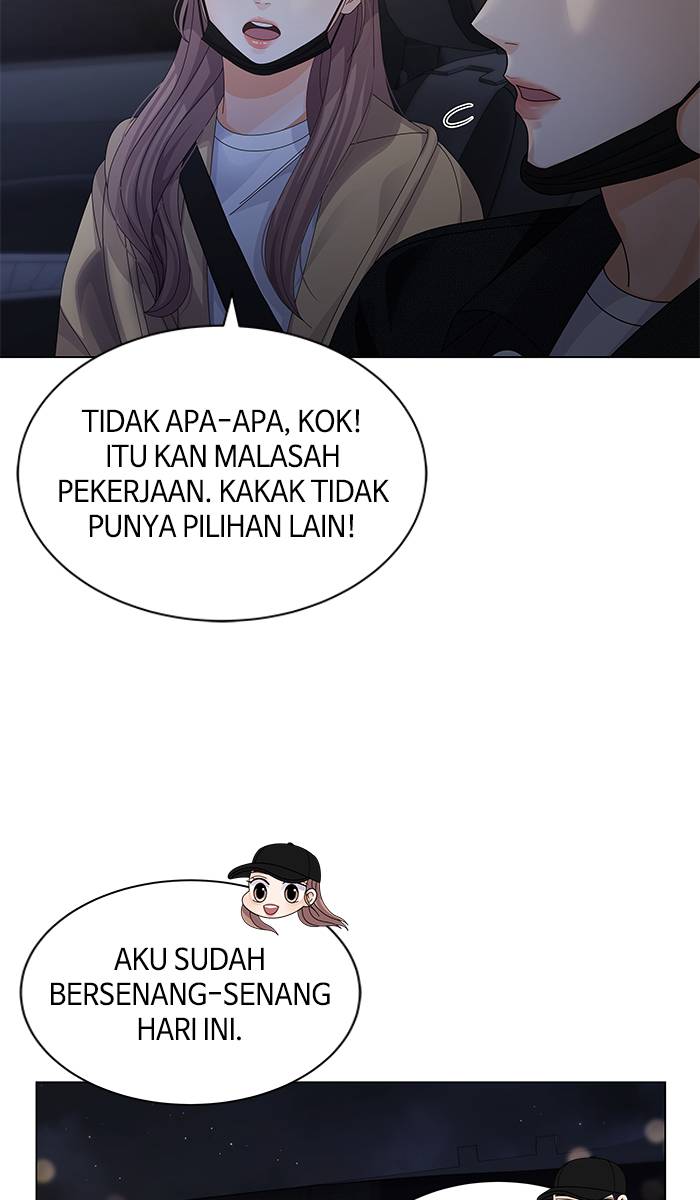 TIDAK APA-APA, KOK!
ITU KAN MALASAH
PEKERJAAN. KAKAK TIDAK
PUNYA PILIHAN LAIN!
AKU SUDAH
BERSENANG-SENANG
HARI INI.